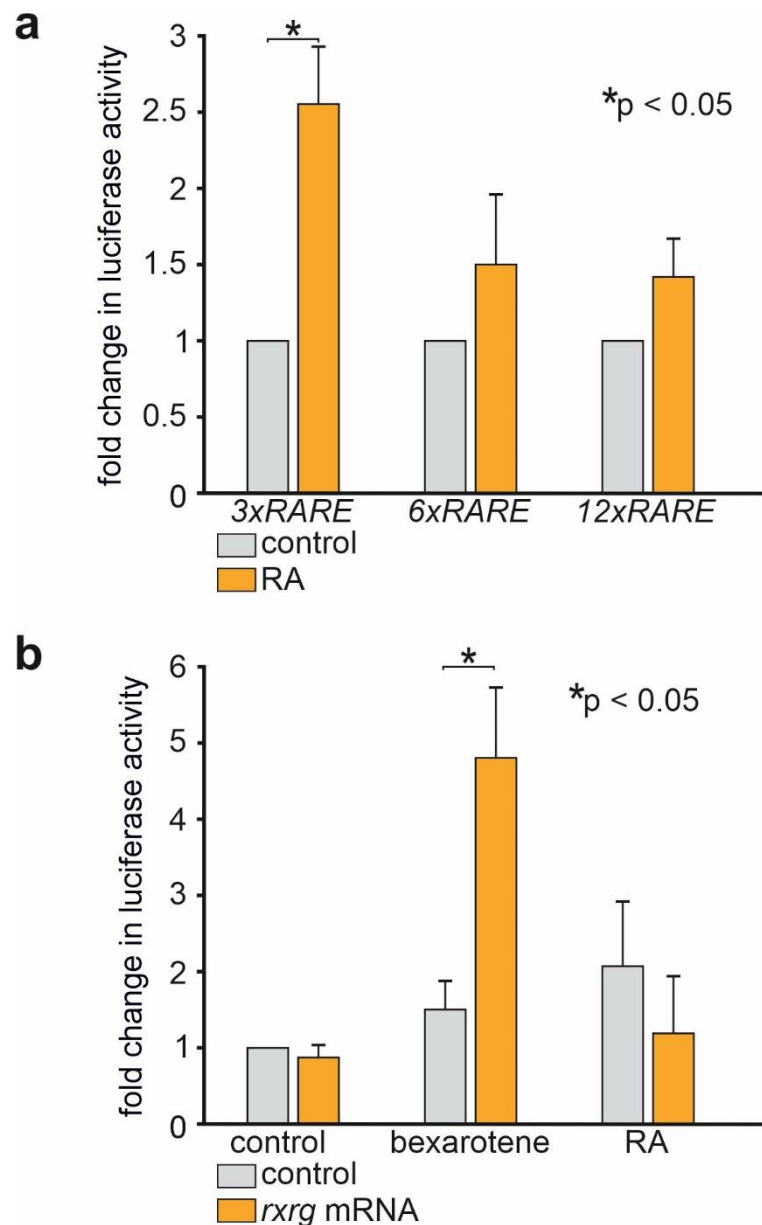 a
fold change in luciferase activity
3
2.5
2
1.5
1
0.5
0
*
*p < 0.05
3xRARE 6xRARE 12xRARE
control
RA
b
fold change in luciferase activity
6
5
4
3
2
1
0
*
*p < 0.05
control bexarotene RA
control
rxrg mRNA